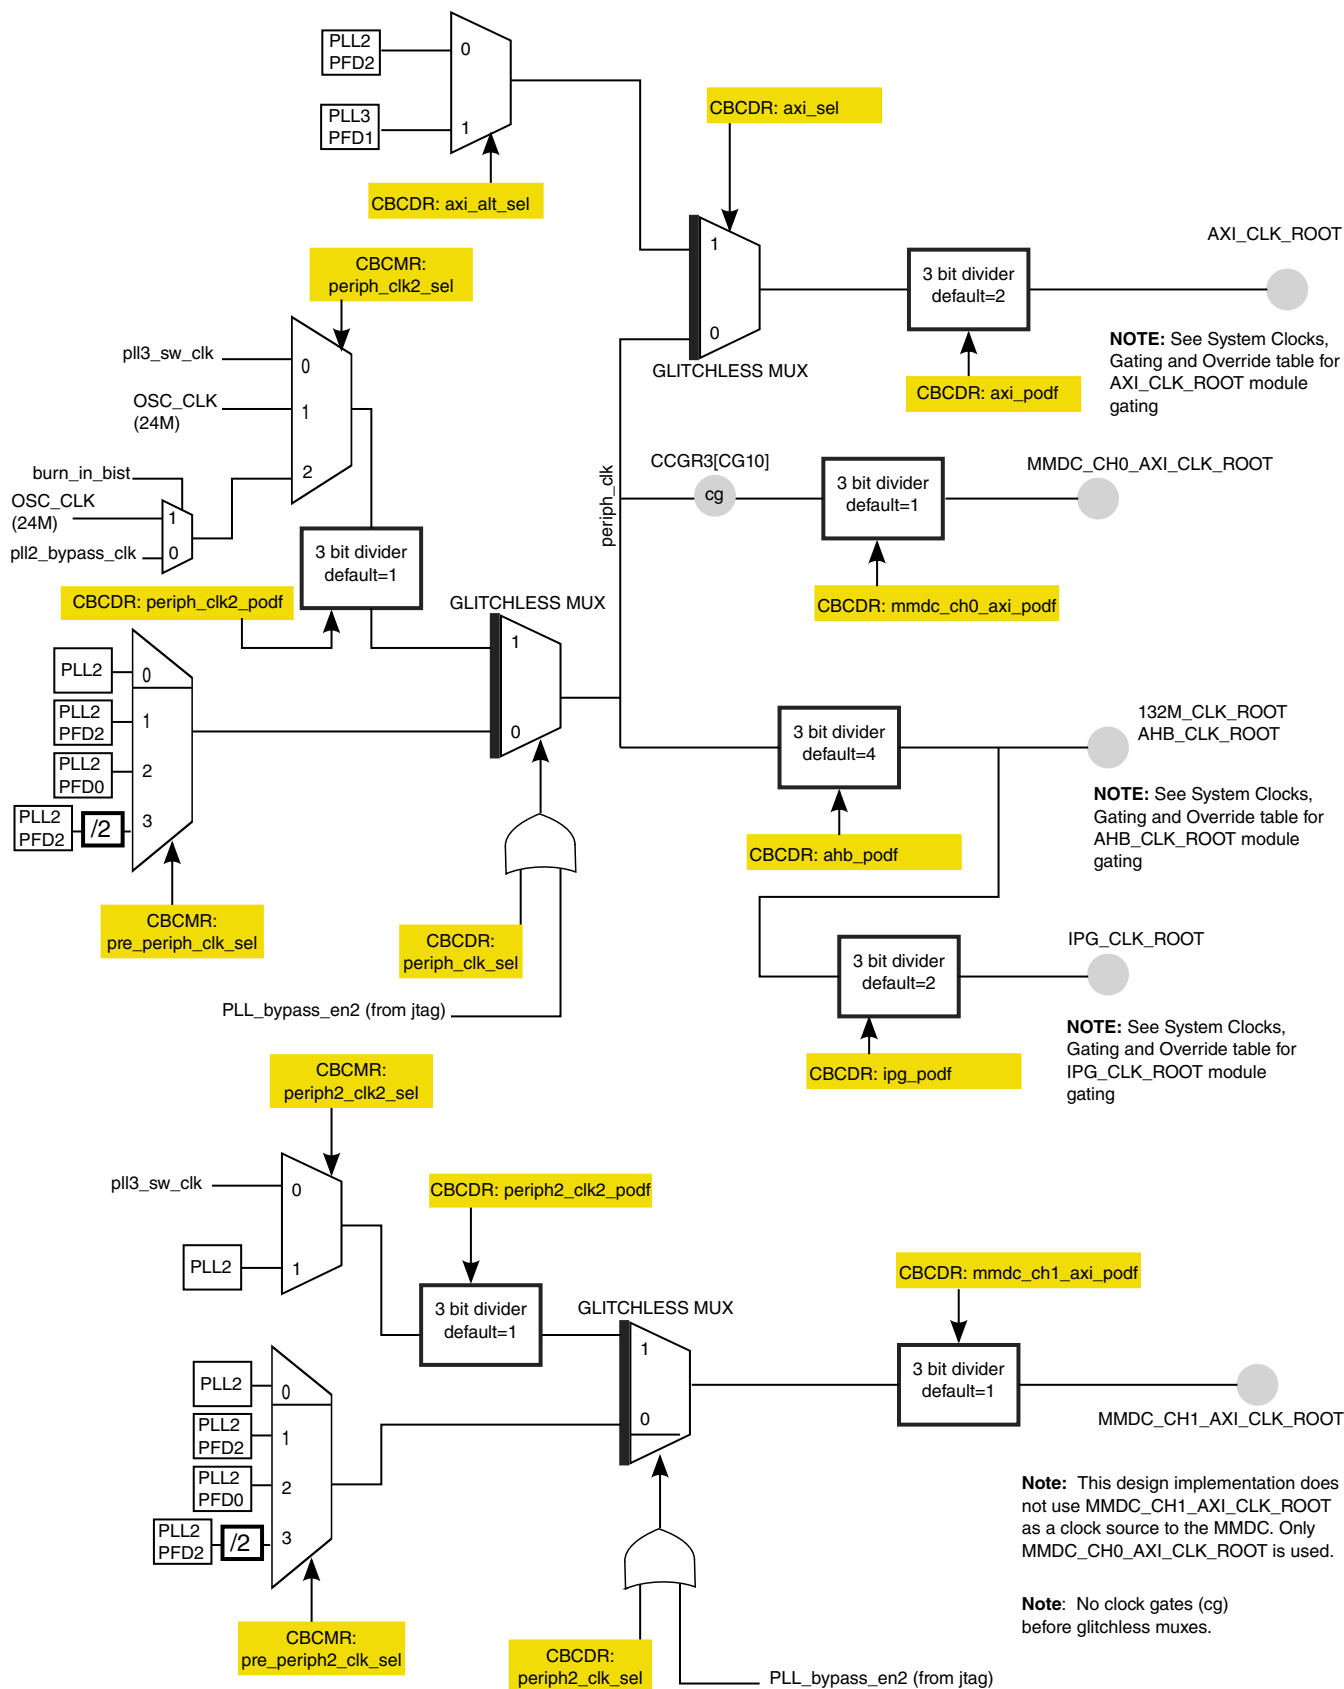 PLL2
PFD2
0
PLL3
PFD1
1
CBCDR: axi_alt_sel
CBCDR: axi_sel
1
0
GLITCHLESS MUX
3 bit divider
default=2
CBCDR: axi_podf
AXI_CLK_ROOT
NOTE: See System Clocks,
Gating and Override table for
AXI_CLK_ROOT module
gating
CBCMR:
periph_clk2_sel
pll3_sw_clk
0
OSC_CLK
(24M)
1
2
burn_in_bist
OSC_CLK
(24M)
1
pll2_bypass_clk
0
3 bit divider
default=1
CBCDR: periph_clk2_podf
GLITCHLESS MUX
1
0
periph_clk
CCGR3[CG10]
cg
3 bit divider
default=1
MMDC_CH0_AXI_CLK_ROOT
CBCDR: mmdc_ch0_axi_podf
PLL2
0
PLL2
PFD2
1
PLL2
PFD0
2
PLL2
PFD2
/2
3
CBCMR:
pre_periph_clk_sel
CBCDR:
periph_clk_sel
PLL_bypass_en2 (from jtag)
3 bit divider
default=4
CBCDR: ahb_podf
132M_CLK_ROOT
AHB_CLK_ROOT
NOTE: See System Clocks,
Gating and Override table for
AHB_CLK_ROOT module
gating
3 bit divider
default=2
CBCDR: ipg_podf
IPG_CLK_ROOT
NOTE: See System Clocks,
Gating and Override table for
IPG_CLK_ROOT module
gating
CBCMR:
periph2_clk2_sel
pll3_sw_clk
0
PLL2
1
CBCDR: periph2_clk2_podf
3 bit divider
default=1
GLITCHLESS MUX
1
0
CBCDR: mmdc_ch1_axi_podf
3 bit divider
default=1
MMDC_CH1_AXI_CLK_ROOT
PLL2
0
PLL2
PFD2
1
PLL2
PFD0
2
PLL2
PFD2
/2
3
CBCMR:
pre_periph2_clk_sel
CBCDR:
periph2_clk_sel
PLL_bypass_en2 (from jtag)
Note: This design implementation does
not use MMDC_CH1_AXI_CLK_ROOT
as a clock source to the MMDC. Only
MMDC_CH0_AXI_CLK_ROOT is used.
Note: No clock gates (cg)
before glitchless muxes.